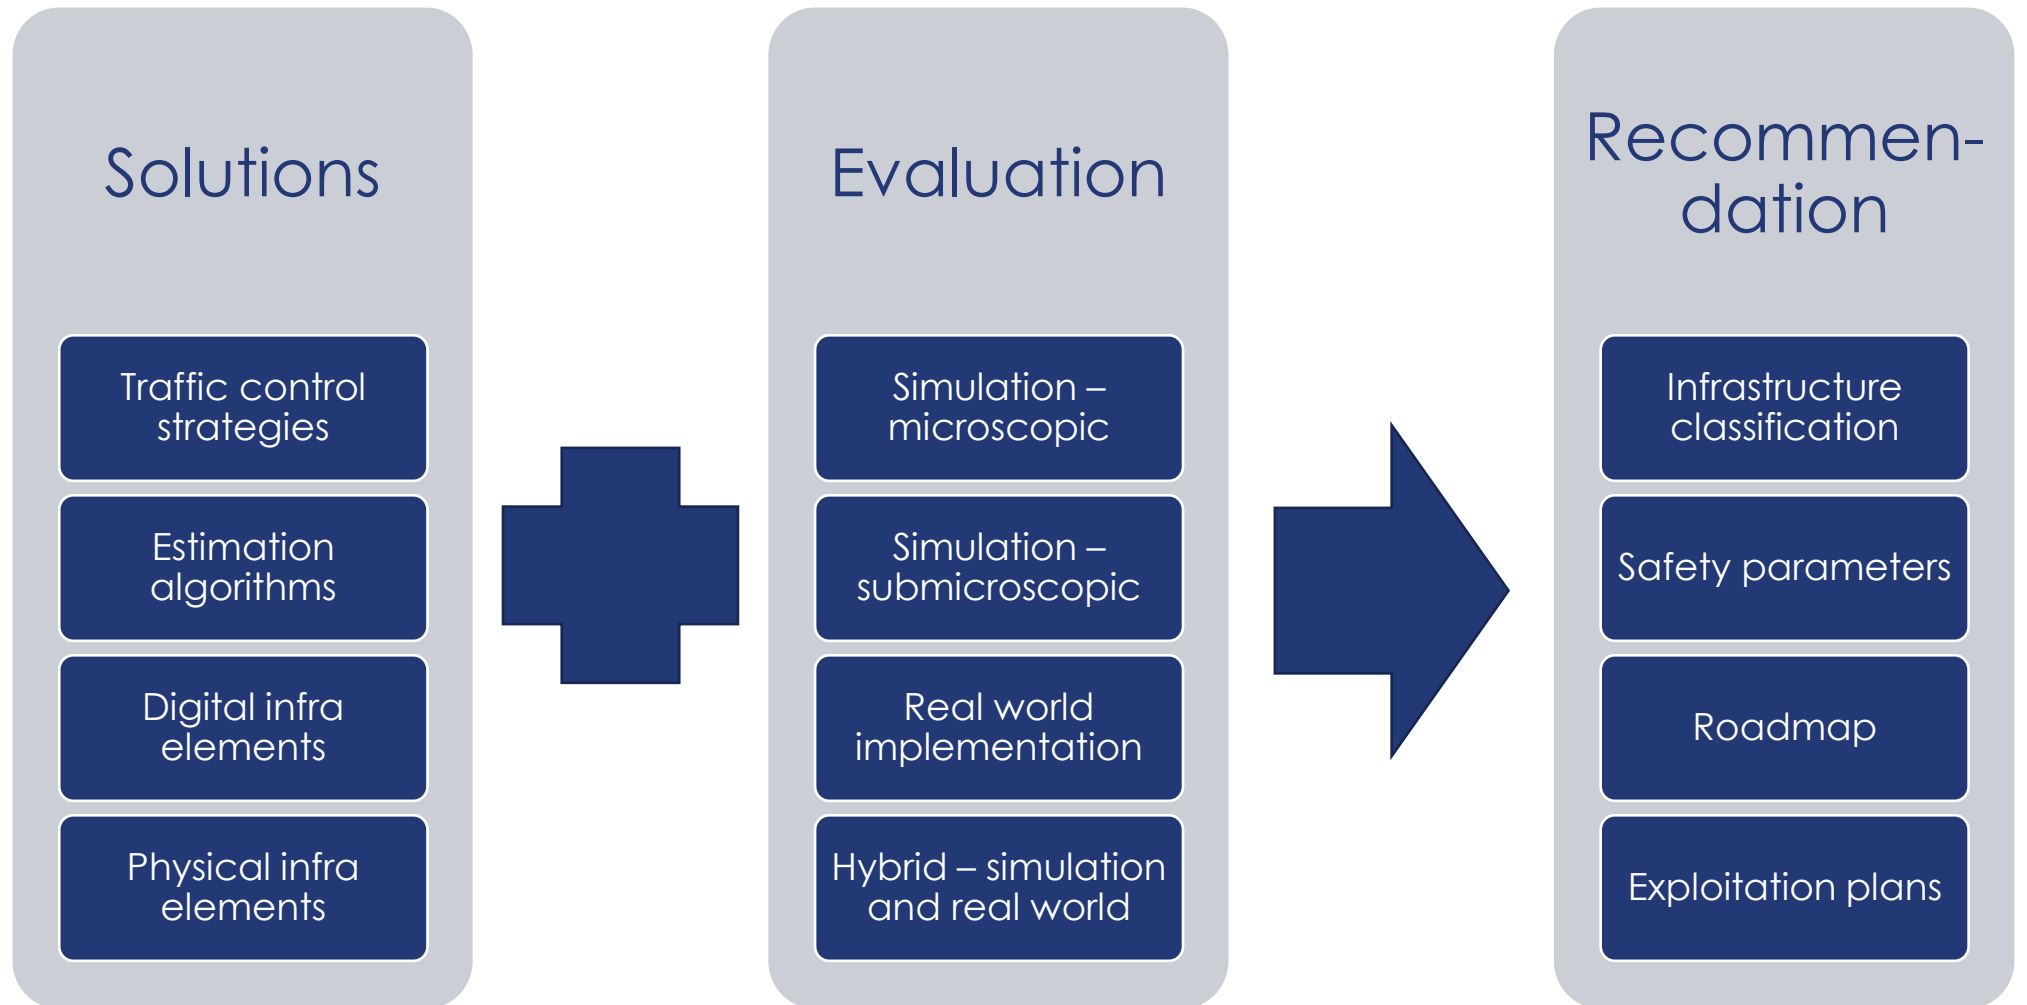 Solutions
Traffic control
strategies
Estimation
algorithms
Digital infra
elements
Physical infra
elements
Evaluation
Simulation –
microscopic
Simulation –
submicroscopic
Real world
implementation
Hybrid – simulation
and real world
Recommen-
dation
Infrastructure
classification
Safety parameters
Roadmap
Exploitation plans